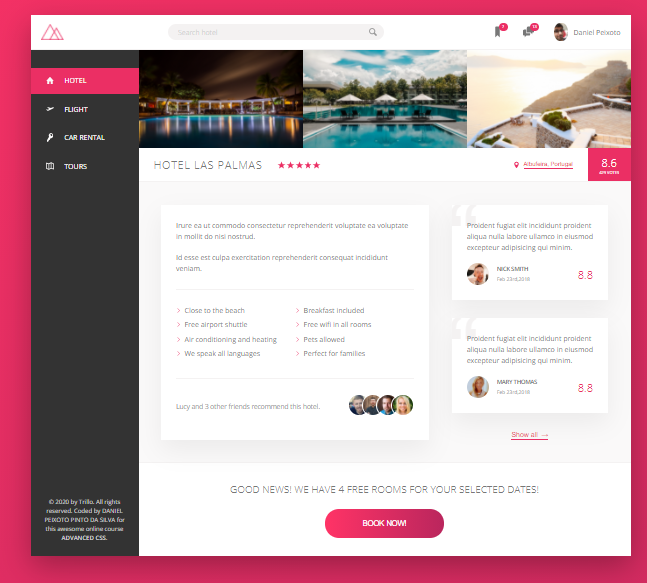 Search hotel
Daniel Peixoto
HOTEL
FLIGHT
CAR RENTAL
TOURS
HOTEL LAS PALMAS
Albufeira, Portugal
8.6
Irure ea ut commodo consectetur reprehenderit voluptate ea voluptate
in mollit do nisi nostrud.
Id esse est culpa exercitation reprehenderit consequat incididunt
veniam.
Close to the beach
Breakfast included
Free airport shuttle
Free wifi in all rooms
Air conditioning and heating
Pets allowed
We speak all languages
Perfect for families
Lucy and 3 other friends recommend this hotel.
Proident fugiat elit incididunt proident
aliqua nulla labore ullamco in eiusmod
excepteur adipisicing qui minim.
NICK SMITH
Feb 23rd,2018
8.8
Proident fugiat elit incididunt proident
aliqua nulla labore ullamco in eiusmod
excepteur adipisicing qui minim.
MARY THOMAS
Feb 23rd,2018
8.8
Show all →
GOOD NEWS! WE HAVE 4 FREE ROOMS FOR YOUR SELECTED DATES!
BOOK NOW!
© 2020 by Trillo. All rights
reserved. Coded by DANIEL
PEIXOTO PINTO DA SILVA for
this awesome online course
ADVANCED CSS.